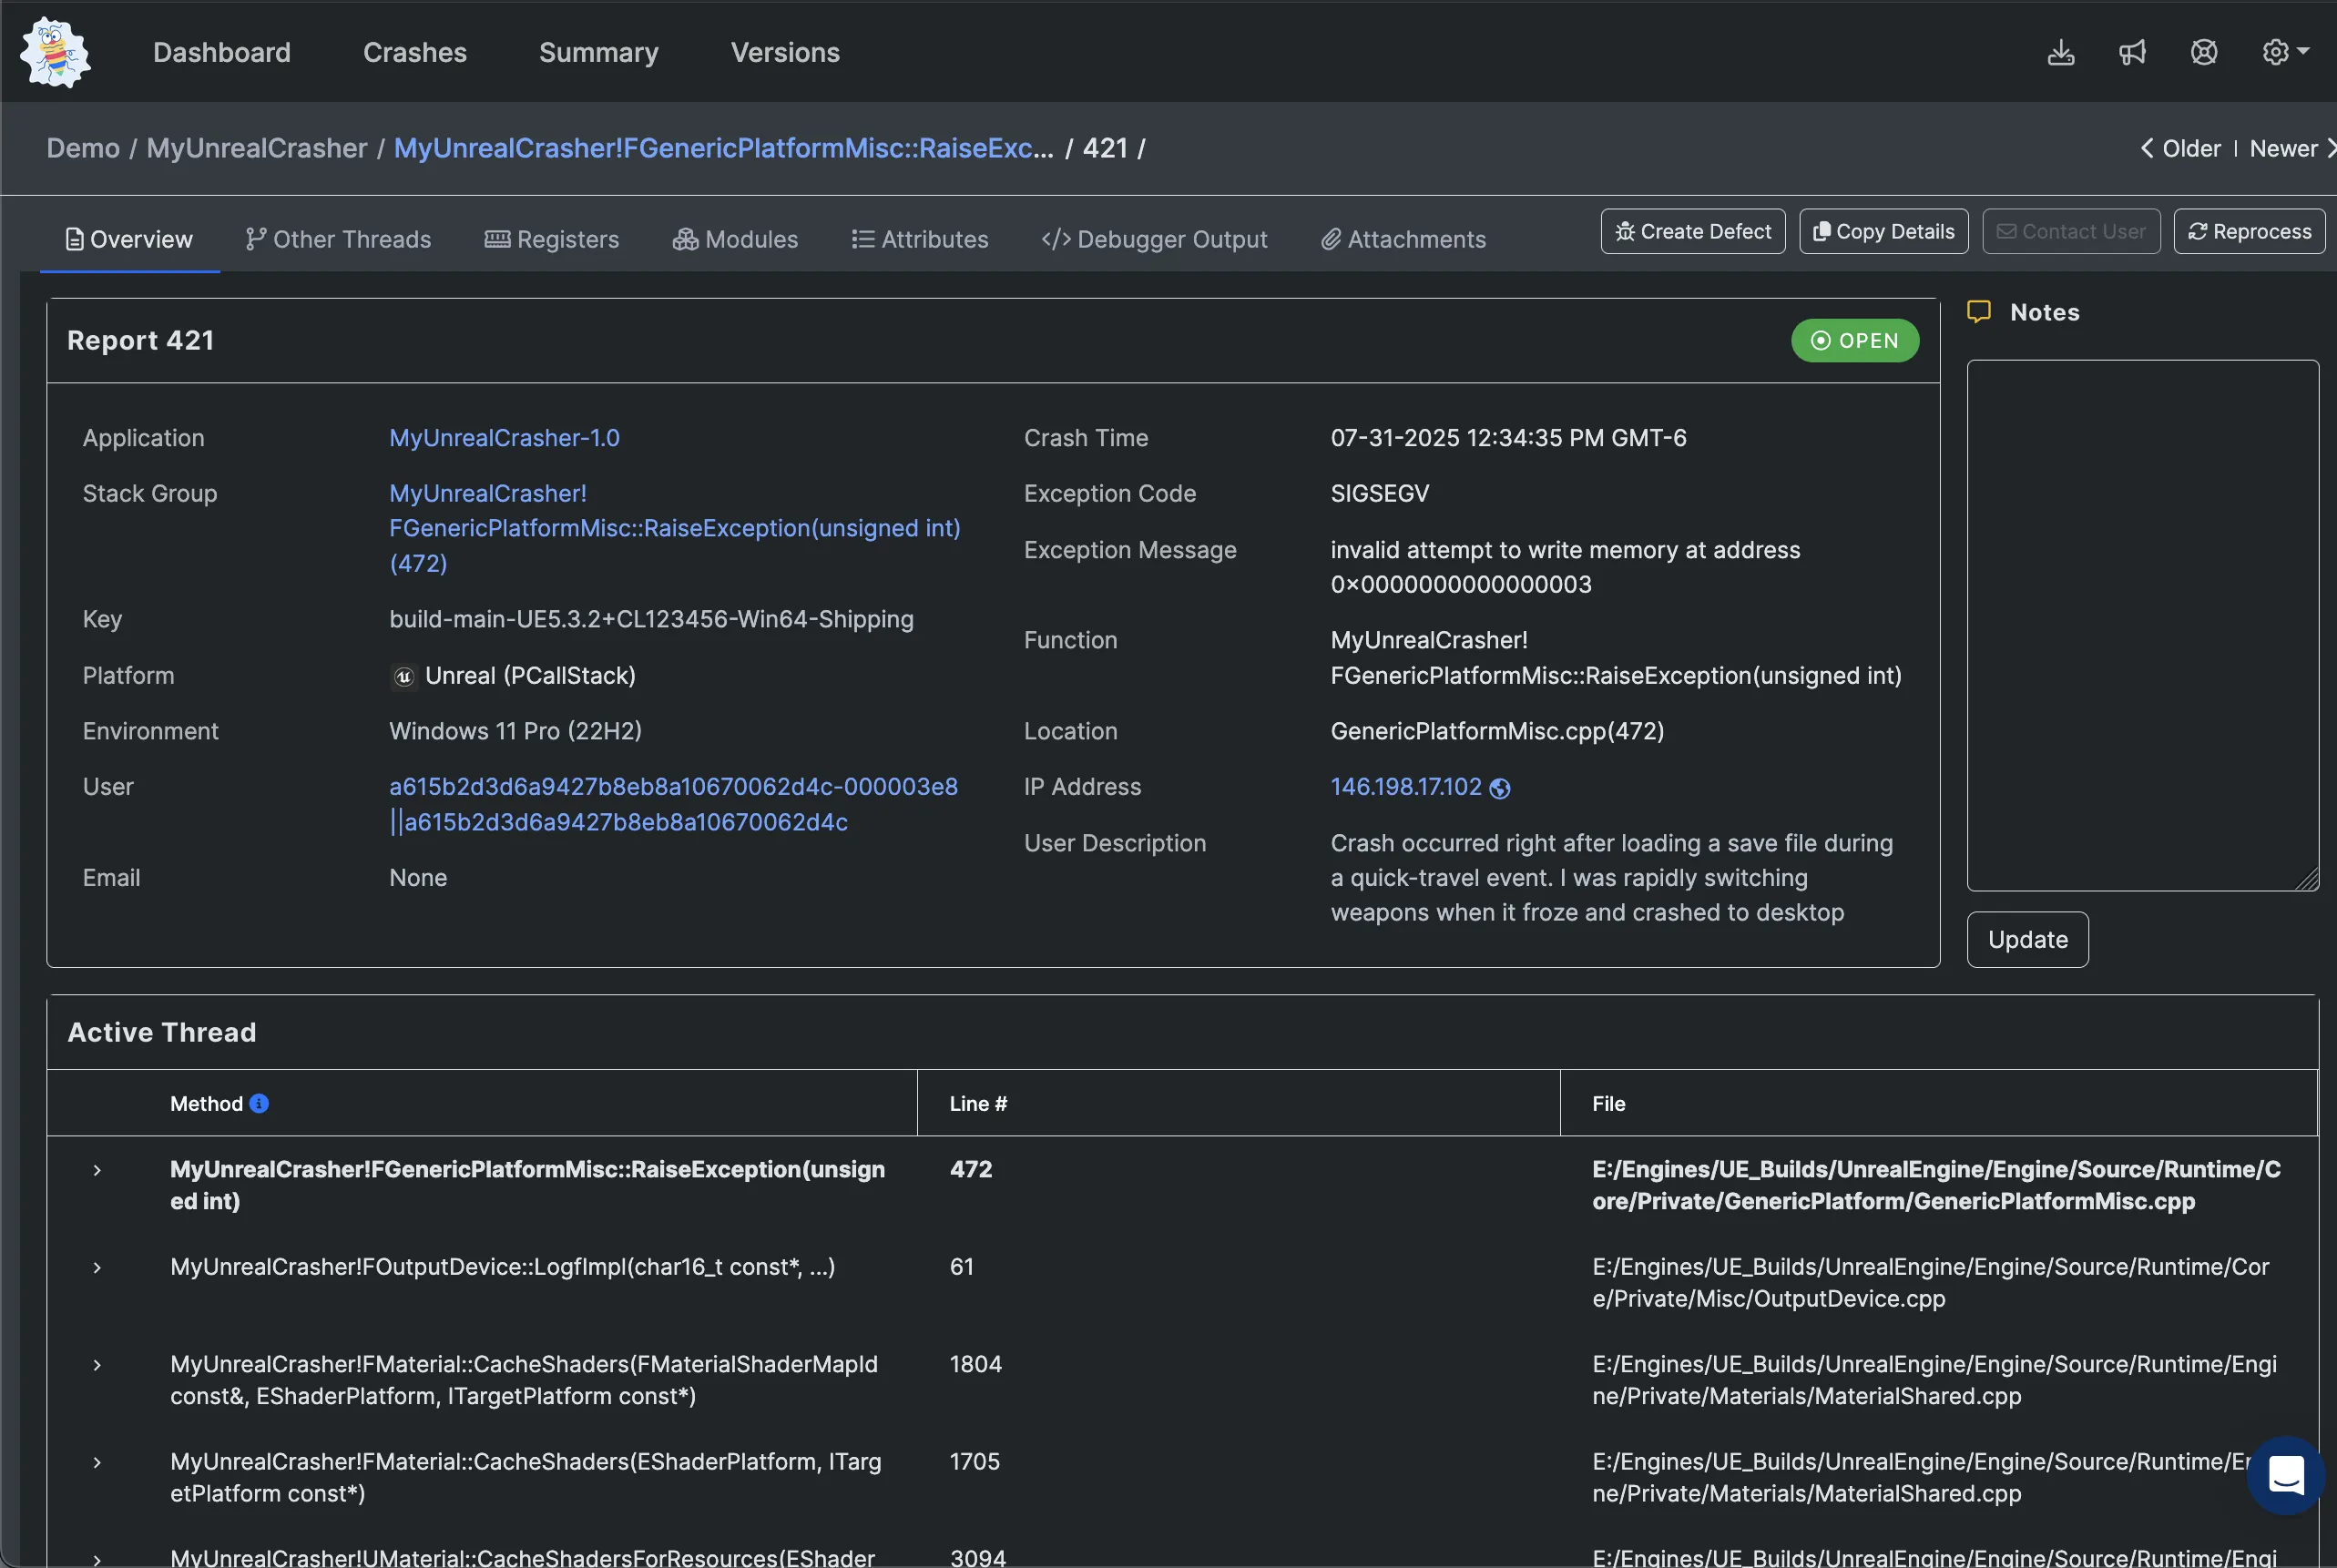 Dashboard Crashes Summary Versions
Demo / MyUnrealCrasher / MyUnrealCrasher!FGenericPlatformMisc::RaiseExc... / 421 /
Older | Newer
Overview Other Threads Registers Modules Attributes </> Debugger Output Attachments
Create Defect Copy Details Contact User Reprocess
Report 421
OPEN
Application MyUnrealCrasher-1.0
Stack Group MyUnrealCrasher!
FGenericPlatformMisc::RaiseException(unsigned int)
(472)
Key build-main-UE5.3.2+CL123456-Win64-Shipping
Platform Unreal (PCallStack)
Environment Windows 11 Pro (22H2)
User a615b2d3d6a9427b8eb8a10670062d4c-000003e8
||a615b2d3d6a9427b8eb8a10670062d4c
Email None
Crash Time 07-31-2025 12:34:35 PM GMT-6
Exception Code SIGSEGV
Exception Message invalid attempt to write memory at address
0×0000000000000003
Function MyUnrealCrasher!
FGenericPlatformMisc::RaiseException(unsigned int)
Location GenericPlatformMisc.cpp(472)
IP Address 146.198.17.102
User Description Crash occurred right after loading a save file during
a quick-travel event. I was rapidly switching
weapons when it froze and crashed to desktop
Notes
Update
Active Thread
Method Line # File
MyUnrealCrasher!FGenericPlatformMisc::RaiseException(unsign 472 E:/Engines/UE_Builds/UnrealEngine/Engine/Source/Runtime/C
ed int) ore/Private/GenericPlatform/GenericPlatformMisc.cpp
MyUnrealCrasher!FOutputDevice::LogfImpl(char16_t const*, ...) 61 E:/Engines/UE_Builds/UnrealEngine/Engine/Source/Runtime/Cor
e/Private/Misc/OutputDevice.cpp
MyUnrealCrasher!FMaterial::CacheShaders(FMaterialShaderMapId 1804 E:/Engines/UE_Builds/UnrealEngine/Engine/Source/Runtime/Engi
const&, EShaderPlatform, ITargetPlatform const*) ne/Private/Materials/MaterialShared.cpp
MyUnrealCrasher!FMaterial::CacheShaders(EShaderPlatform, ITarg 1705 E:/Engines/UE_Builds/UnrealEngine/Engine/Source/Runtime/En
etPlatform const*) ne/Private/Materials/MaterialShared.cpp
MyUnrealCrasher!UMaterial::CacheShadersForResources(EShader 3094 E:/Engines/UE_Builds/UnrealEngine/Engine/Source/Runtime/Engi